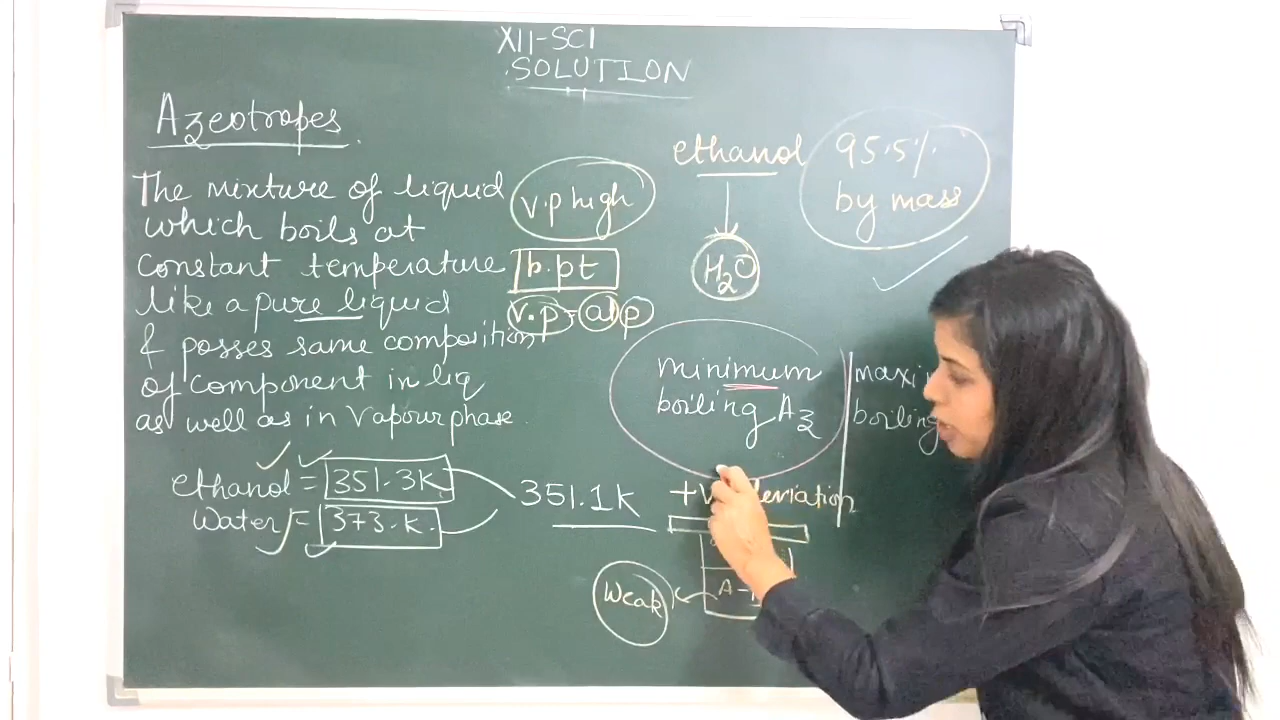 XII-SCI
SOLUTION
Azeotropes
The mixture of liquid
which boils at
constant temperature
like a pure liquid
& posses same composition
of component in liq
as well as in Vapour phase.
ethanol = 351.3K
Water = 373.K.
351.1K
v.p high
b.pt
v.p = atp
ethanol
H₂O
95.5%
by mass
minimum
boiling Az
maxi
boiling
+v deviation
A -
Weak